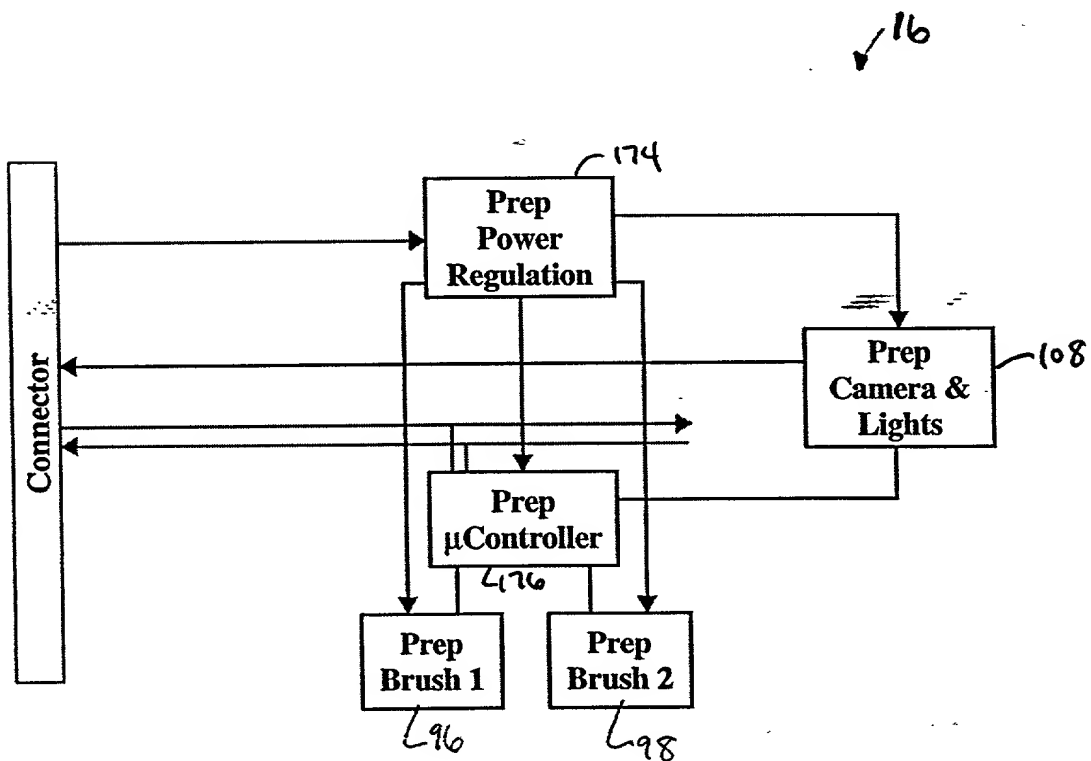 16
174
Prep
Power
Regulation
Connector
Prep
Camera &
Lights
108
Prep
µController
176
Prep
Brush 1
Prep
Brush 2
96
98